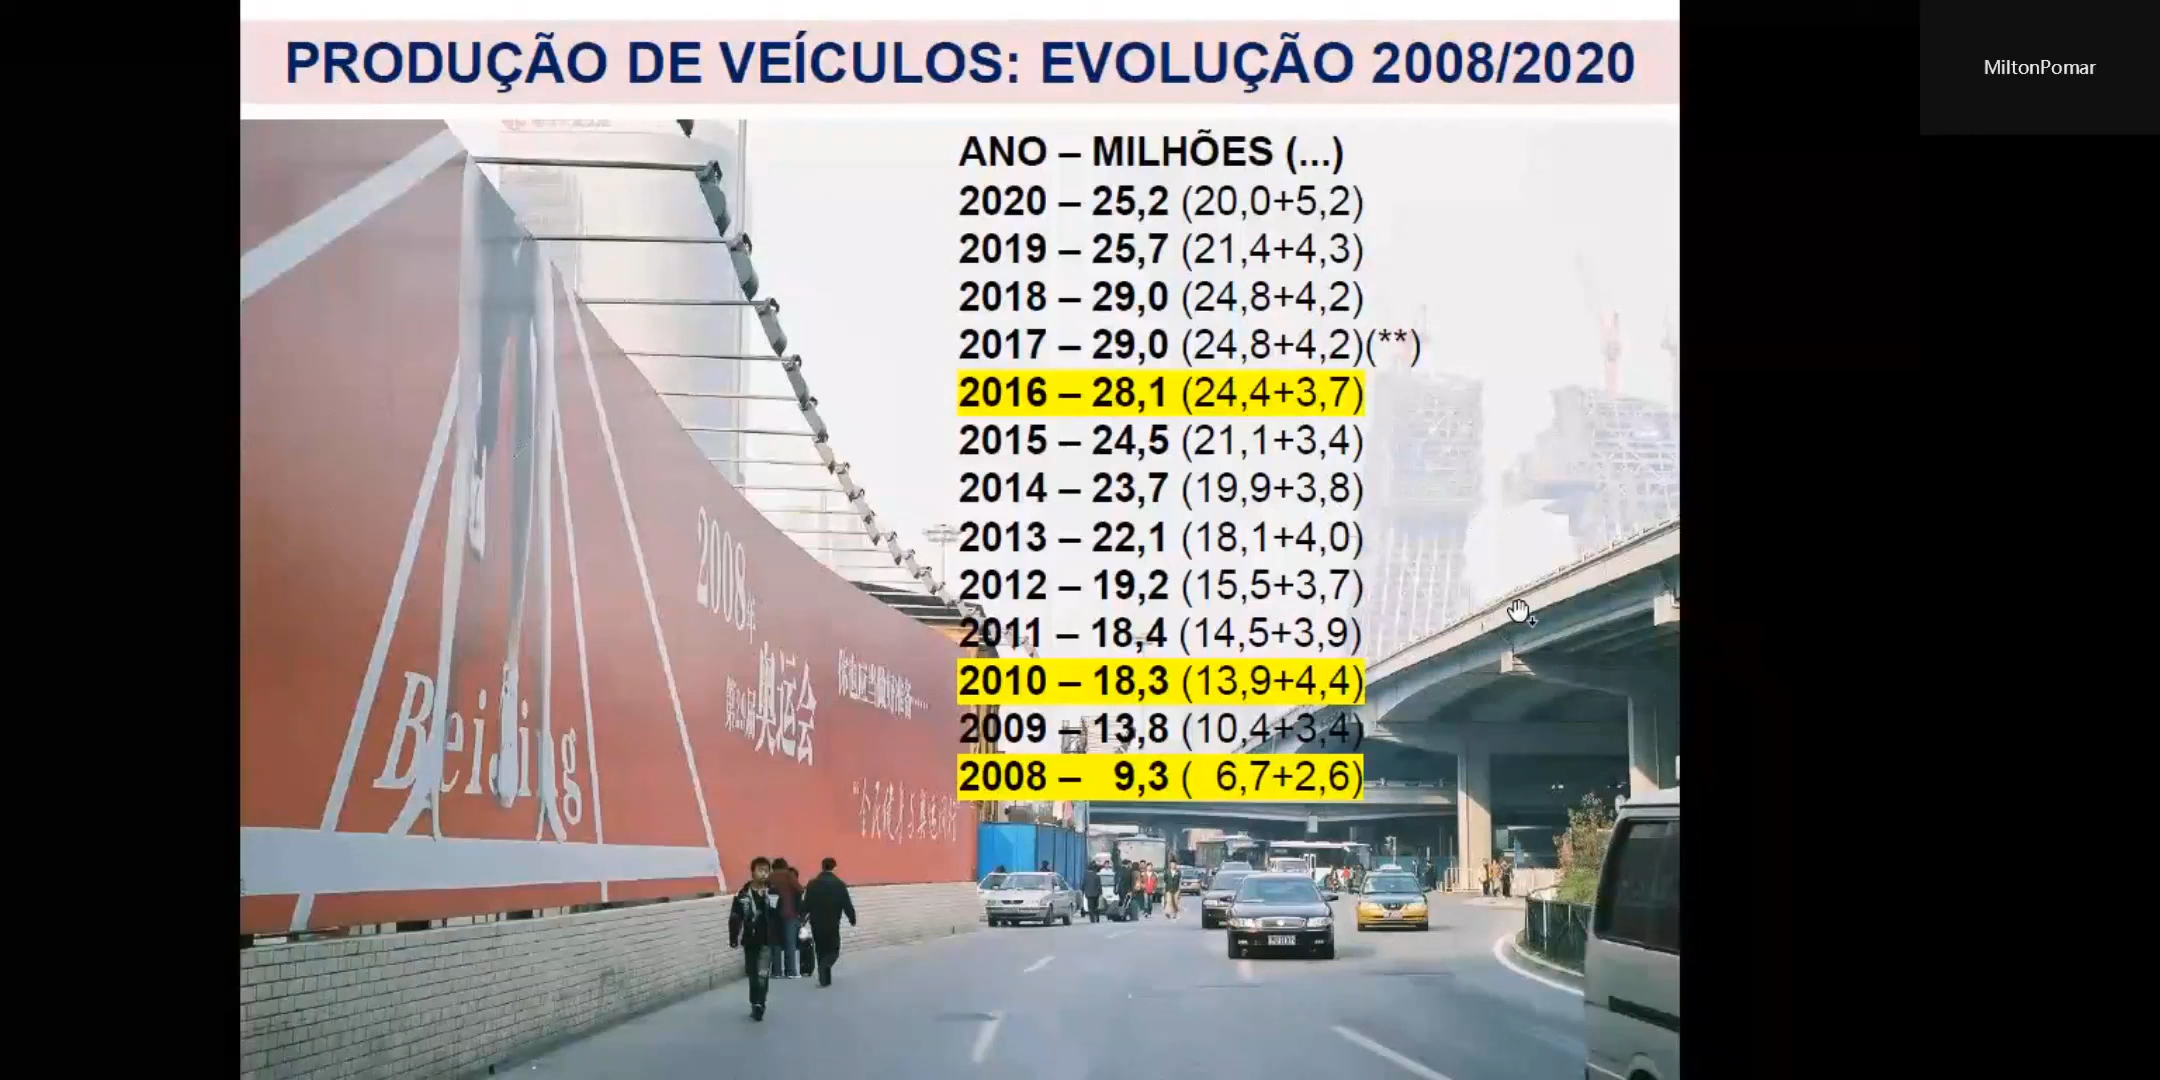 PRODUÇÃO DE VEÍCULOS: EVOLUÇÃO 2008/2020
MiltonPomar
ANO – MILHÕES (...)
2020 – 25,2 (20,0+5,2)
2019 – 25,7 (21,4+4,3)
2018 – 29,0 (24,8+4,2)
2017 – 29,0 (24,8+4,2)(**)
2016 – 28,1 (24,4+3,7)
2015 – 24,5 (21,1+3,4)
2014 – 23,7 (19,9+3,8)
2013 – 22,1 (18,1+4,0)
2012 – 19,2 (15,5+3,7)
2011 – 18,4 (14,5+3,9)
2010 – 18,3 (13,9+4,4)
2009 – 13,8 (10,4+3,4)
2008 – 9,3 ( 6,7+2,6)
2008年
第29届奥运会
Beijing